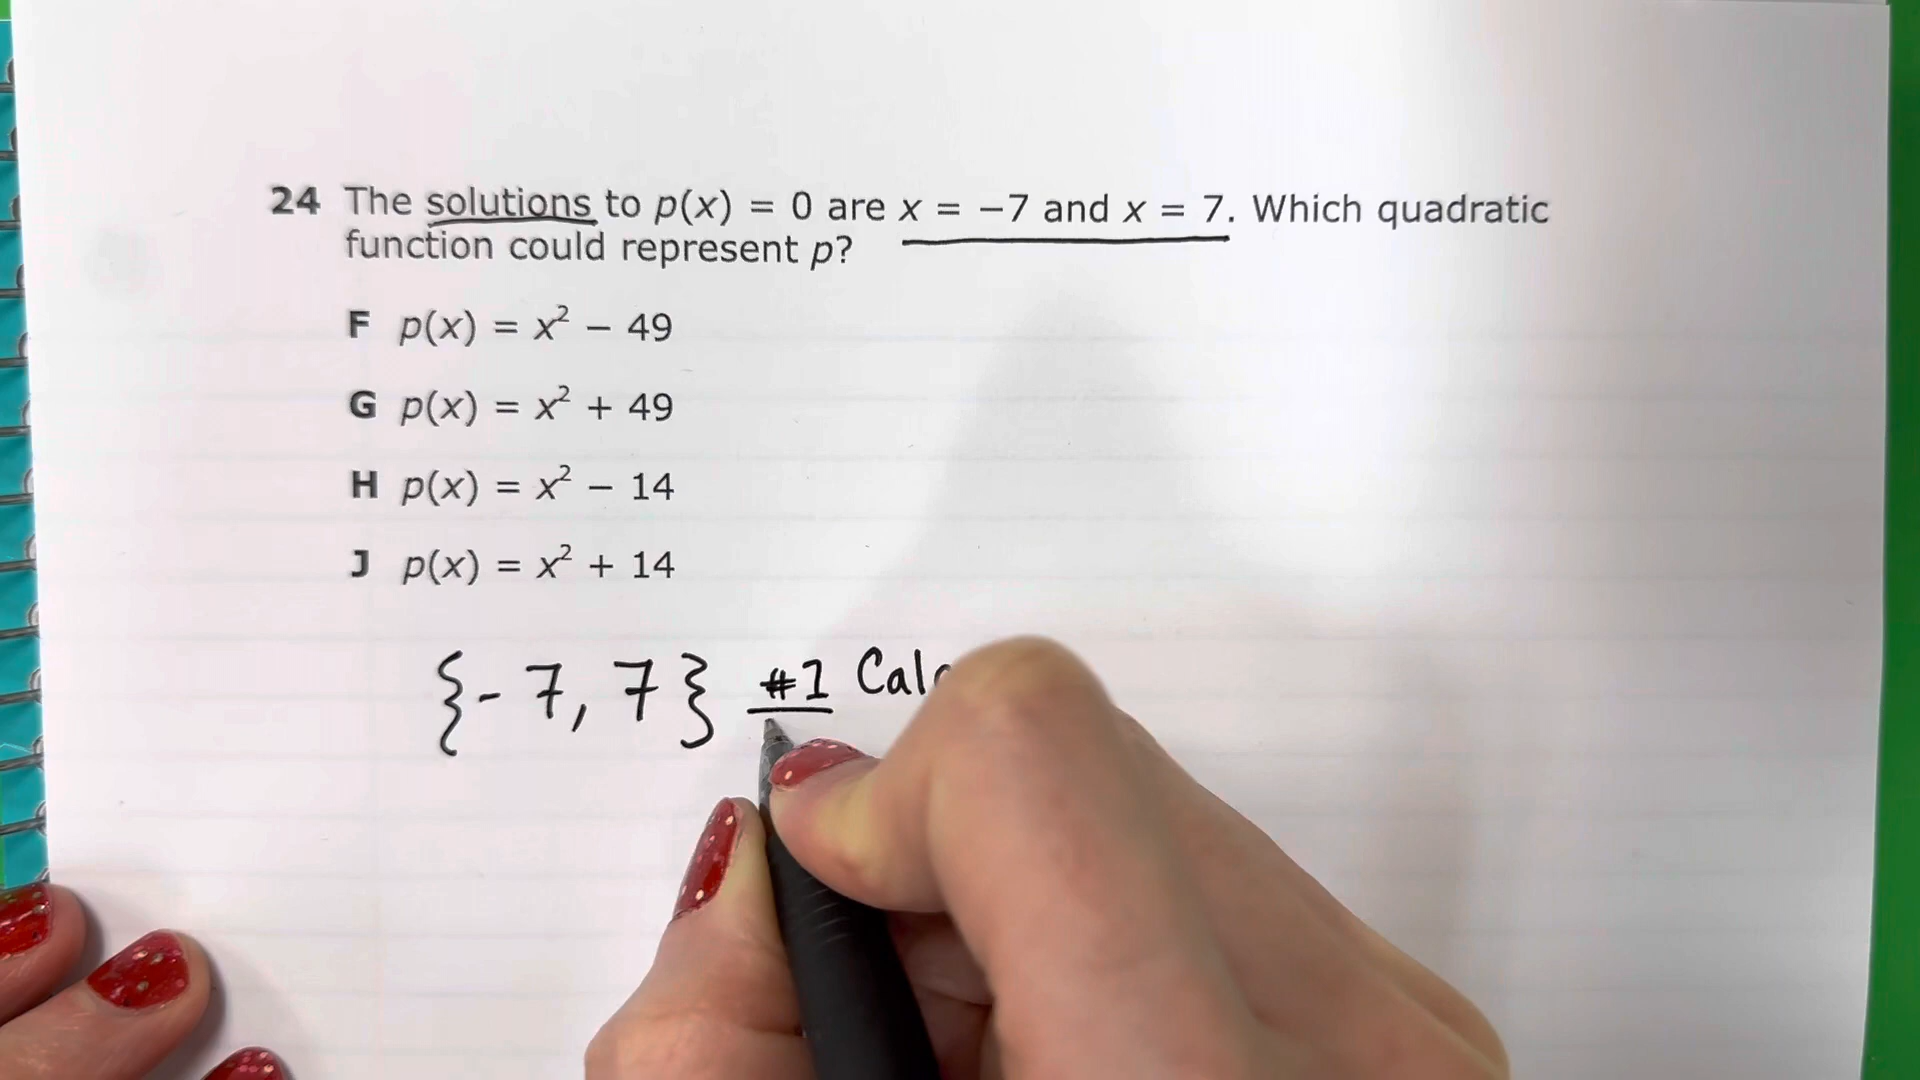 24 The solutions to p(x) = 0 are x = −7 and x = 7. Which quadratic
function could represent p?
F p(x) = x² − 49
G p(x) = x² + 49
H p(x) = x² − 14
J p(x) = x² + 14
{-7, 7} #1